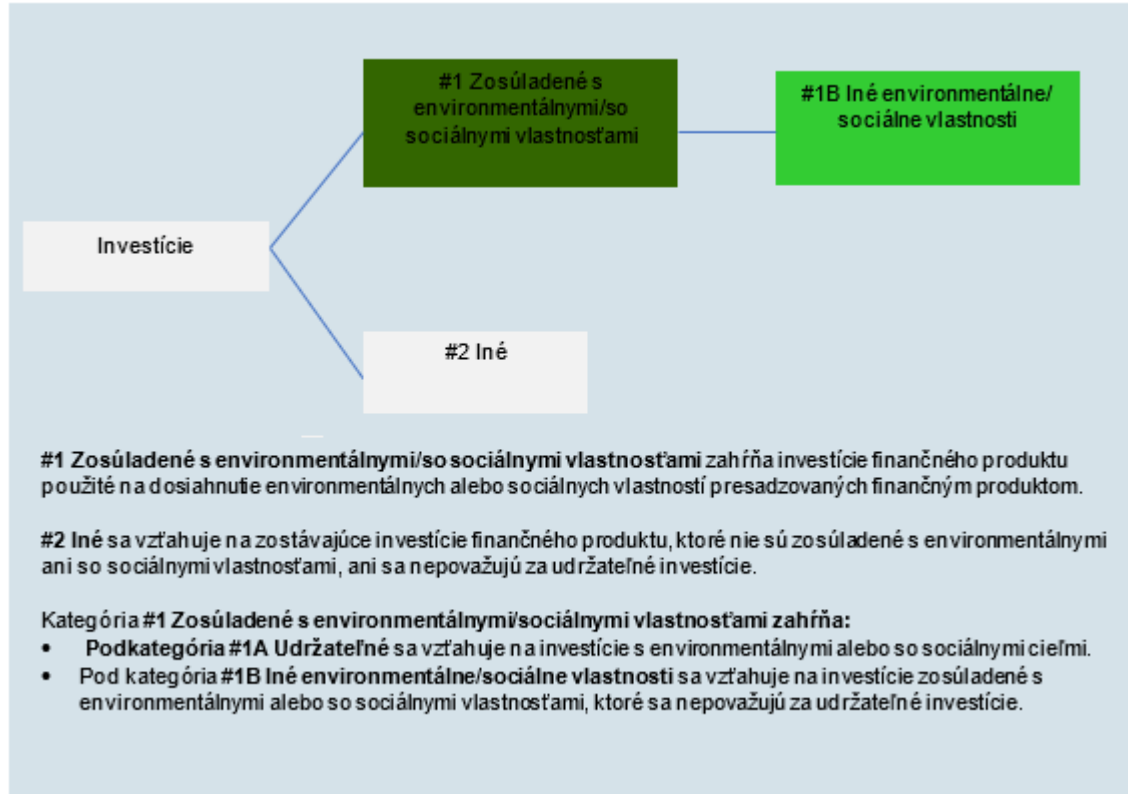 #1 Zosúladené s
environmentálnymi/so
sociálnymi vlastnosťami
#1B Iné environmentálne/
sociálne vlastnosti
Investície
#2 Iné
#1 Zosúladené s environmentálnymi/so sociálnymi vlastnosťami zahŕňa investície finančného produktu
použité na dosiahnutie environmentálnych alebo sociálnych vlastností presadzovaných finančným produktom.
#2 Iné sa vzťahuje na zostávajúce investície finančného produktu, ktoré nie sú zosúladené s environmentálnymi
ani so sociálnymi vlastnosťami, ani sa nepovažujú za udržateľné investície.
Kategória #1 Zosúladené s environmentálnymi/sociálnymi vlastnosťami zahŕňa:
• Podkategória #1A Udržateľné sa vzťahuje na investície s environmentálnymi alebo so sociálnymi cieľmi.
• Pod kategória #1B Iné environmentálne/sociálne vlastnosti sa vzťahuje na investície zosúladené s
environmentálnymi alebo so sociálnymi vlastnosťami, ktoré sa nepovažujú za udržateľné investície.